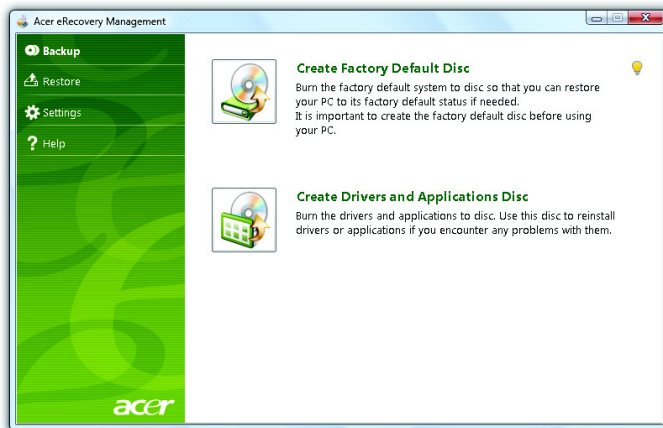 Acer eRecovery Management
Backup
Restore
Settings
Help
Create Factory Default Disc
Burn the factory default system to disc so that you can restore
your PC to its factory default status if needed.
It is important to create the factory default disc before using
your PC.
Create Drivers and Applications Disc
Burn the drivers and applications to disc. Use this disc to reinstall
drivers or applications if you encounter any problems with them.
acer